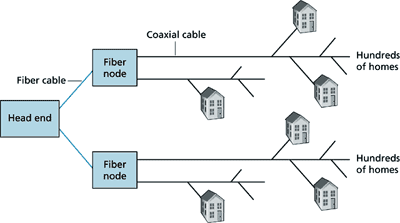 Coaxial cable
Fiber cable
Fiber
node
Hundreds
of homes
Head end
Fiber
node
Hundreds
of homes